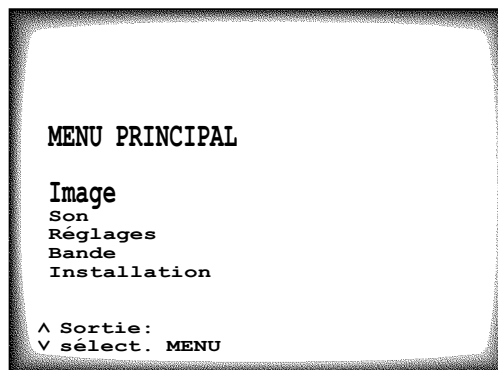 MENU PRINCIPAL
Image
Son
Réglages
Bande
Installation
∧ Sortie:
∨ sélect. MENU